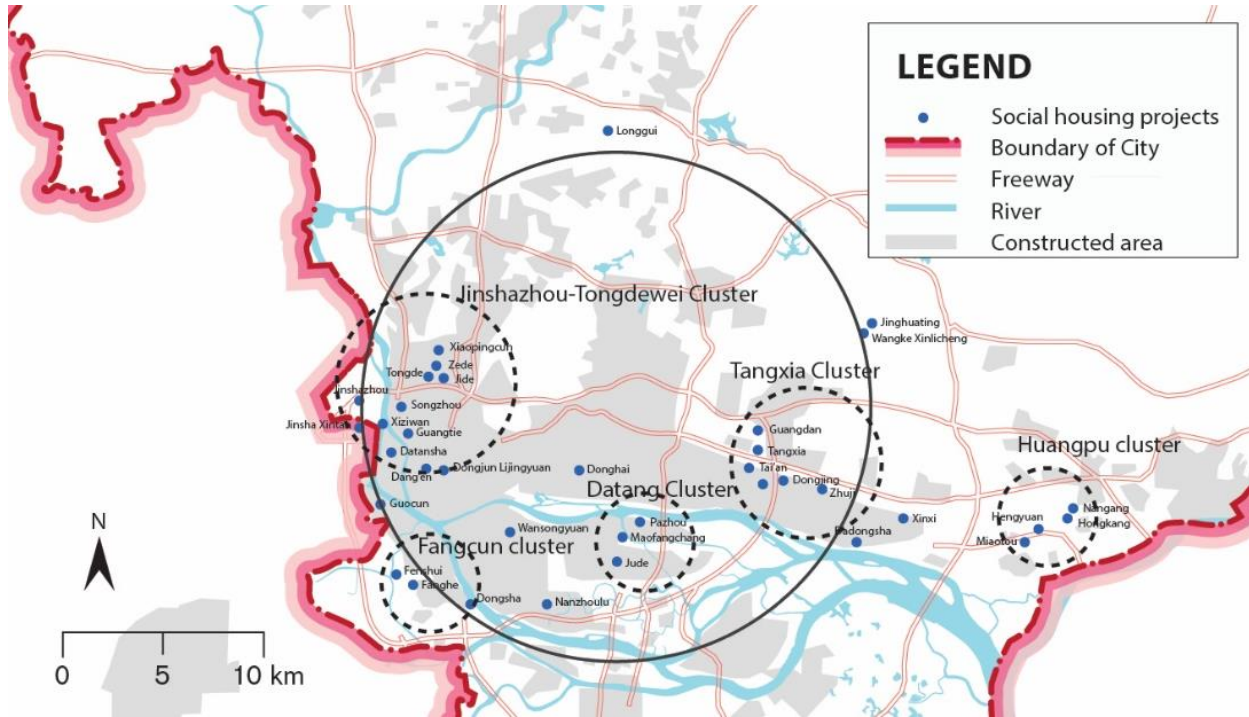 LEGEND
Social housing projects
Boundary of City
Freeway
River
Constructed area
Longgui
Jinshazhou-Tongdewei Cluster
Jinghuating
Wangke Xinlicheng
Xiaopingcun
Zede
Tongde
Jide
Tangxia Cluster
Jinshazhou
Songzhou
Xiziwan
Jinsha Xintai
Guangtie
Guangdan
Tangxia
Huangpu cluster
Datansha
Dang'en
Dongjun Lijingyuan
Donghai
Tai'an
Dongjing
Zhuji
Datang Cluster
Guocun
Nangang
Hongkang
Hengyuan
Xinxi
Pazhou
Maofangchang
Wansongyuan
Miaotou
N
Fangcun cluster
Jude
Fenshui
Fanghe
Dongsha
Nanzhoulu
0 5 10 km